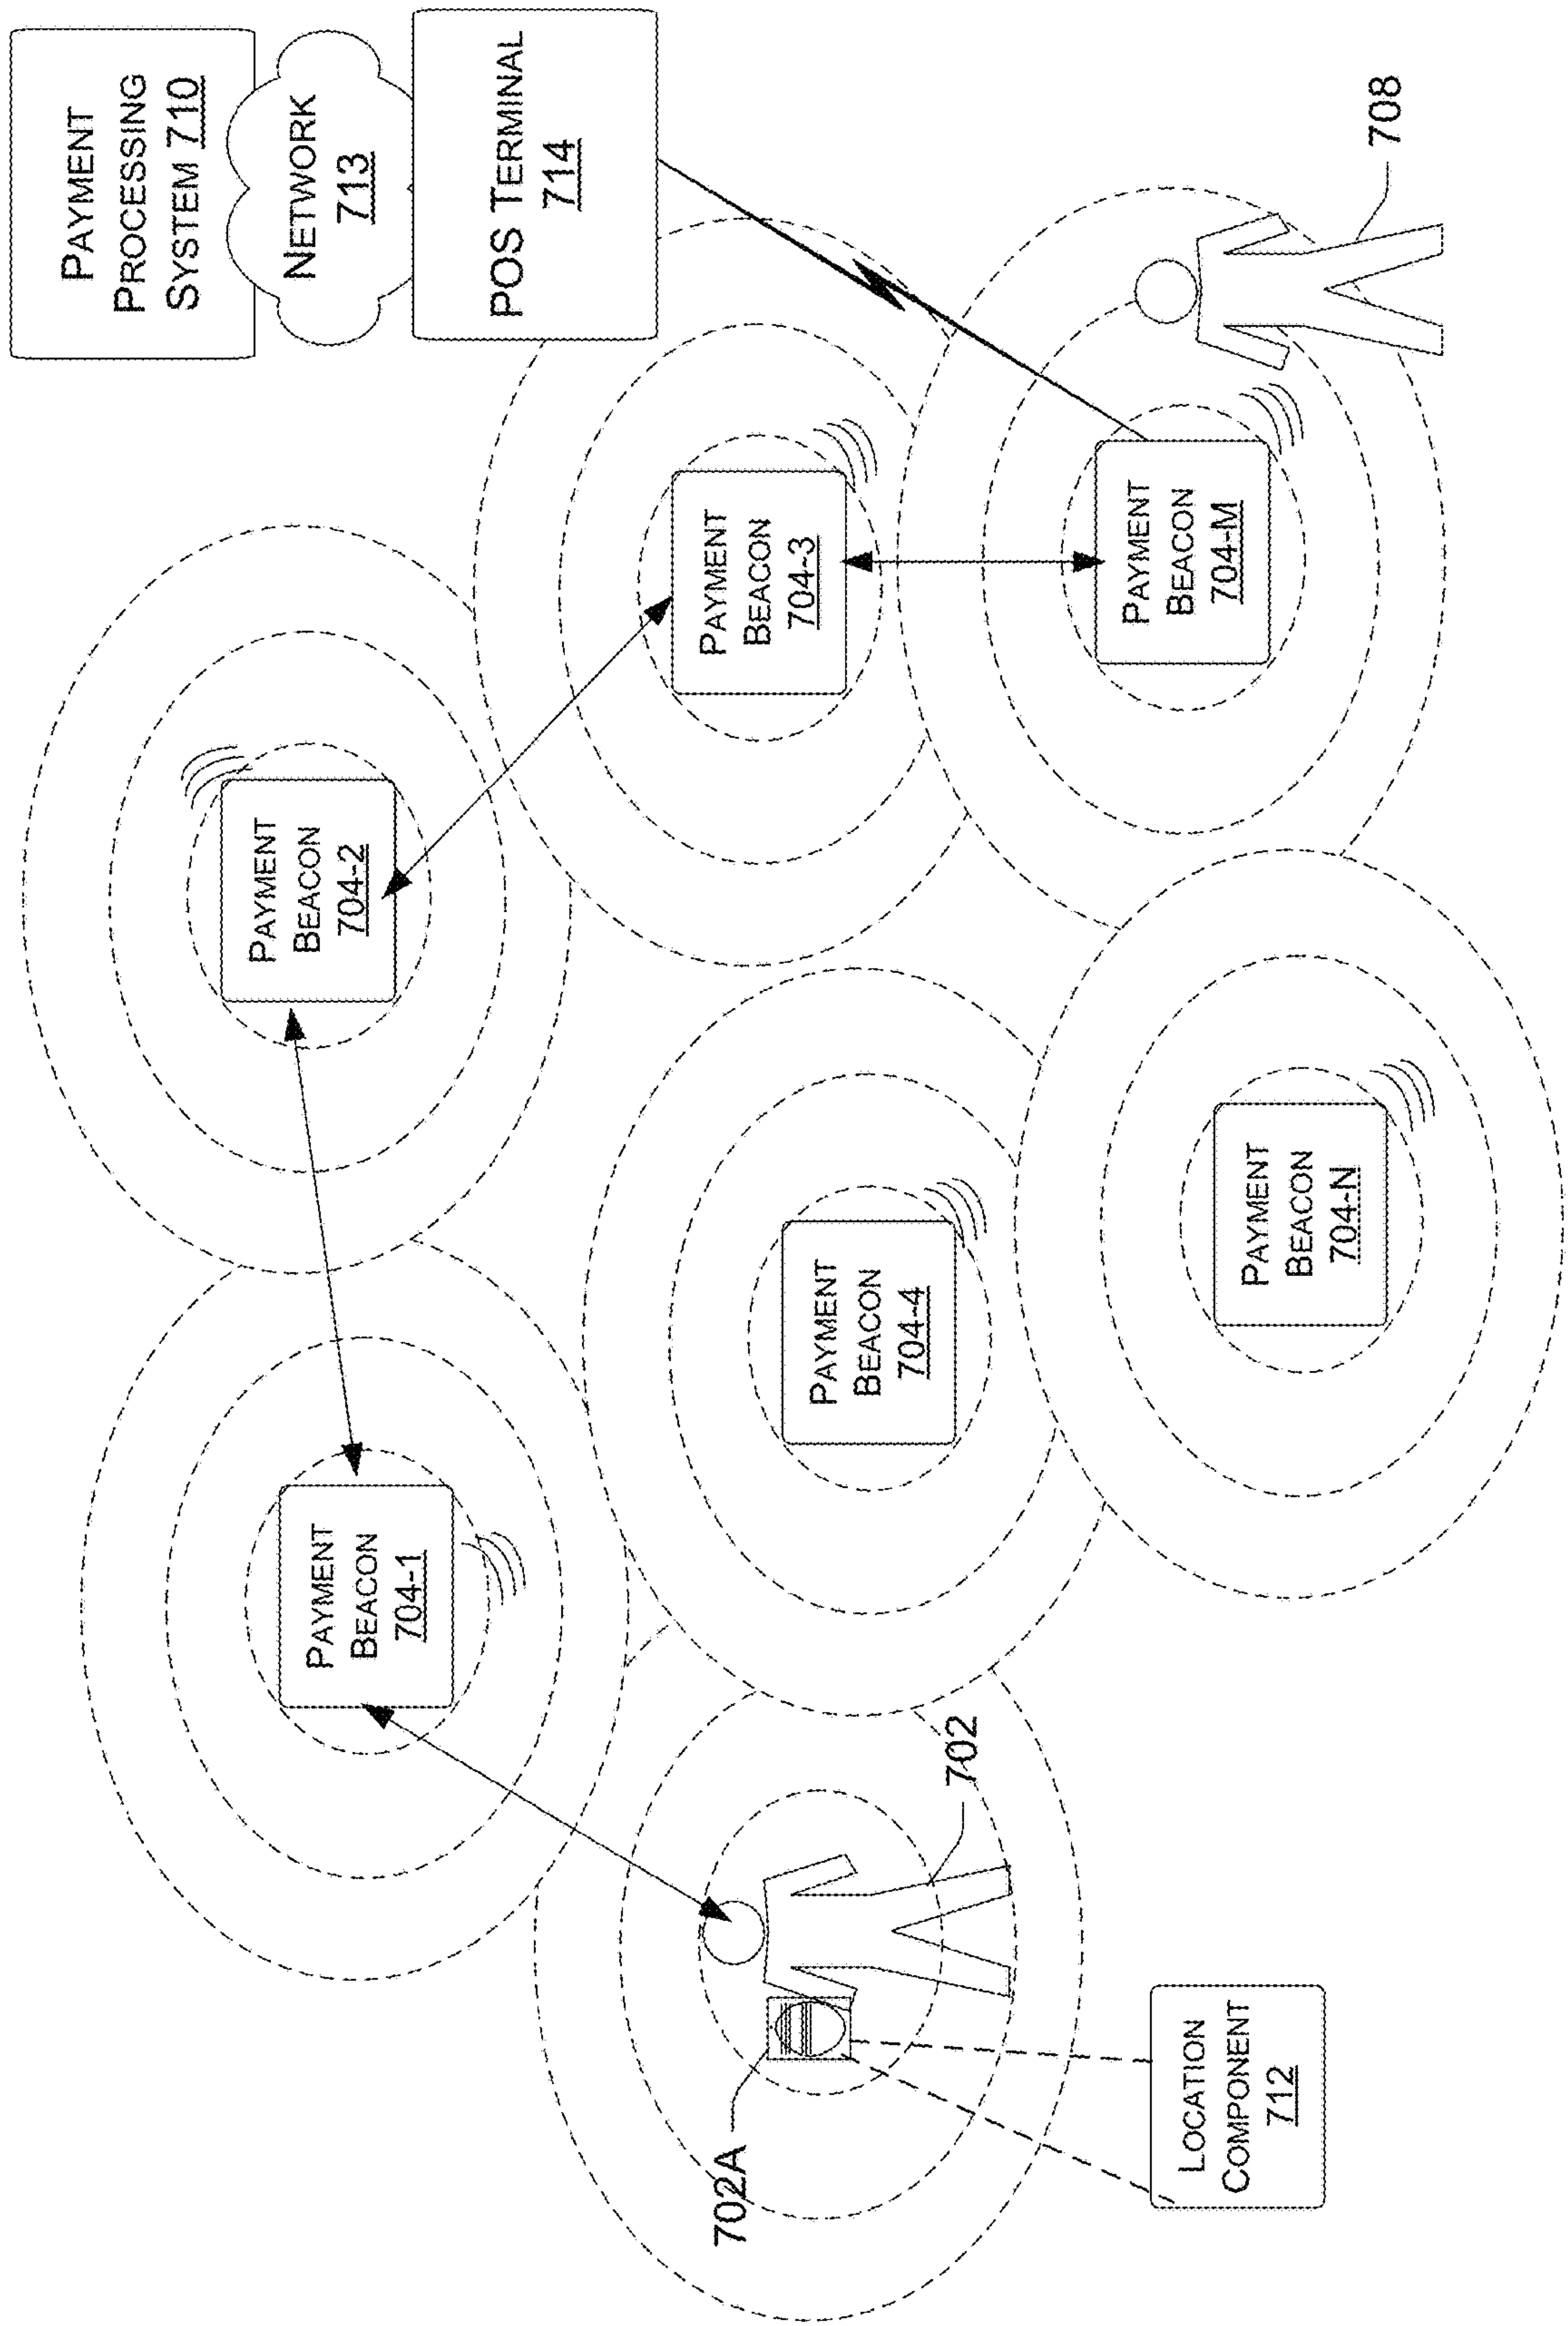 PAYMENT
PROCESSING
SYSTEM 710
NETWORK
713
POS TERMINAL
714
708
PAYMENT
BEACON
704-2
PAYMENT
BEACON
704-3
PAYMENT
BEACON
704-M
PAYMENT
BEACON
704-1
PAYMENT
BEACON
704-4
PAYMENT
BEACON
704-N
702
702A
LOCATION
COMPONENT
712